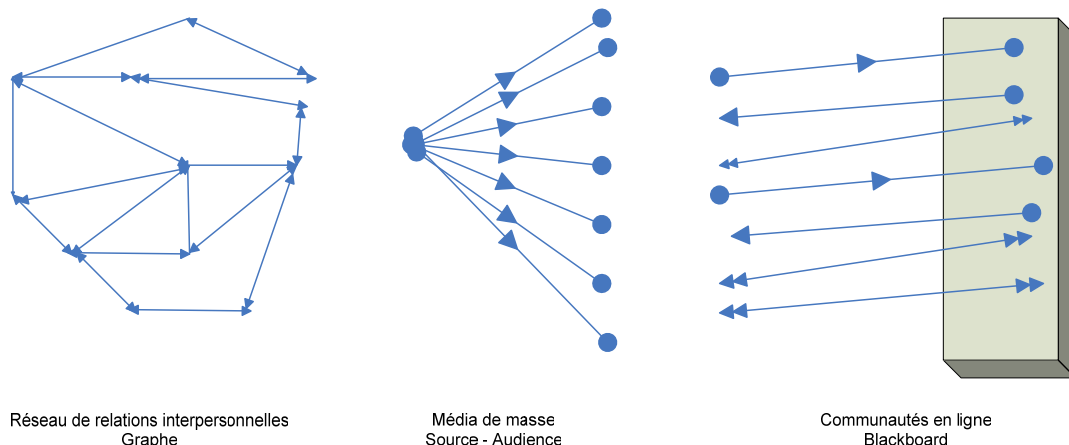 Réseau de relations interpersonnelles
Graphe
Média de masse
Source - Audience
Communautés en ligne
Blackboard